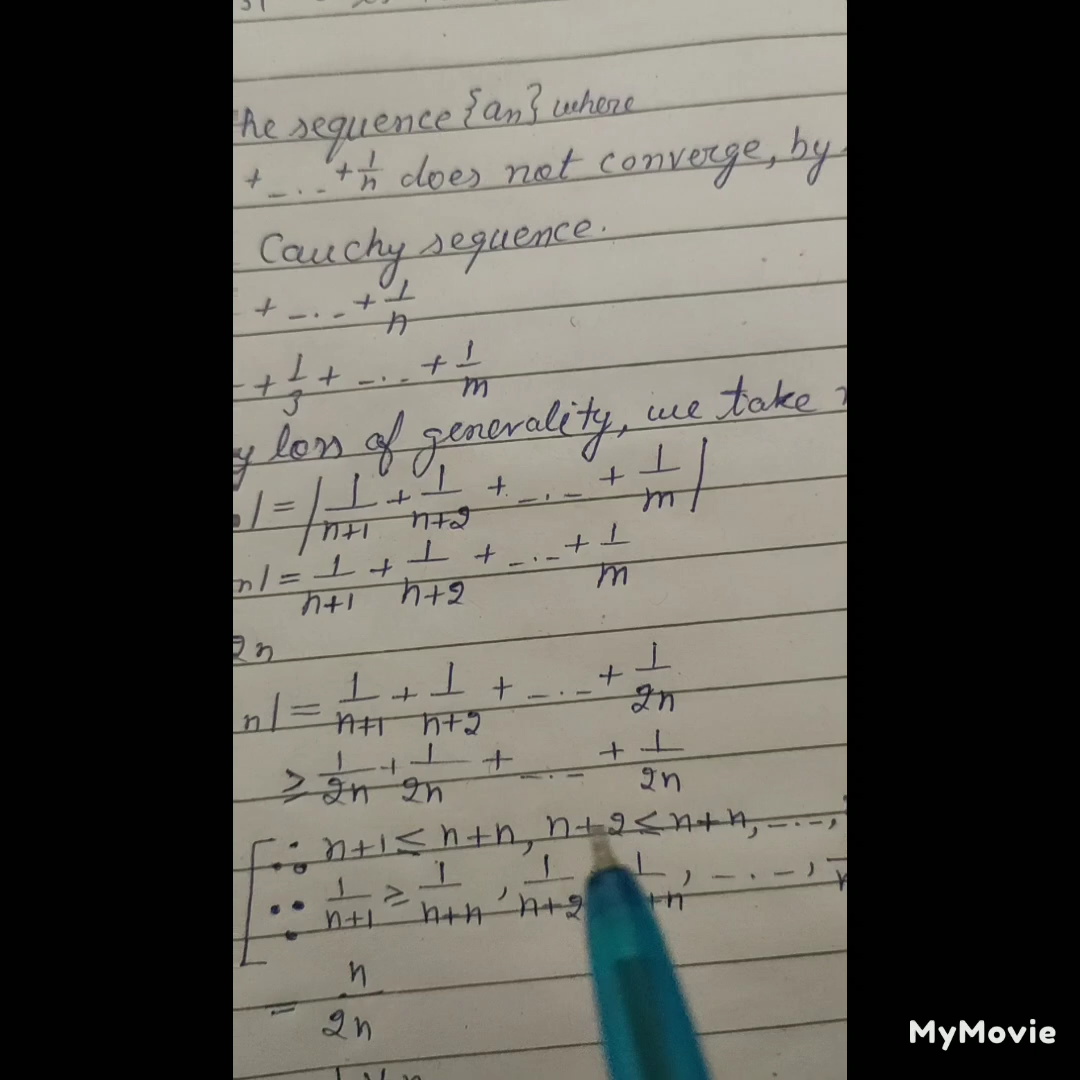 he sequence {aₙ} where
+ -.. + 1/n does not converge, by
Cauchy sequence.
+ -.-. + 1/n
+ 1/3 + -.-. + 1/m
y loss of generality, we take
| = | 1/(n+1) + 1/(n+2) + -.-. + 1/m |
n| = 1/(n+1) + 1/(n+2) + -.-. + 1/m
2n
n| = 1/(n+1) + 1/(n+2) + -.-. + 1/2n
≥ 1/2n + 1/2n + -.-. + 1/2n
[∵ n+1 ≤ n+n, n+2 ≤ n+n, -.-.,
∴ 1/(n+1) ≥ 1/(n+n), 1/(n+2) 1/ +n, -.-.,
= n/2n
MyMovie